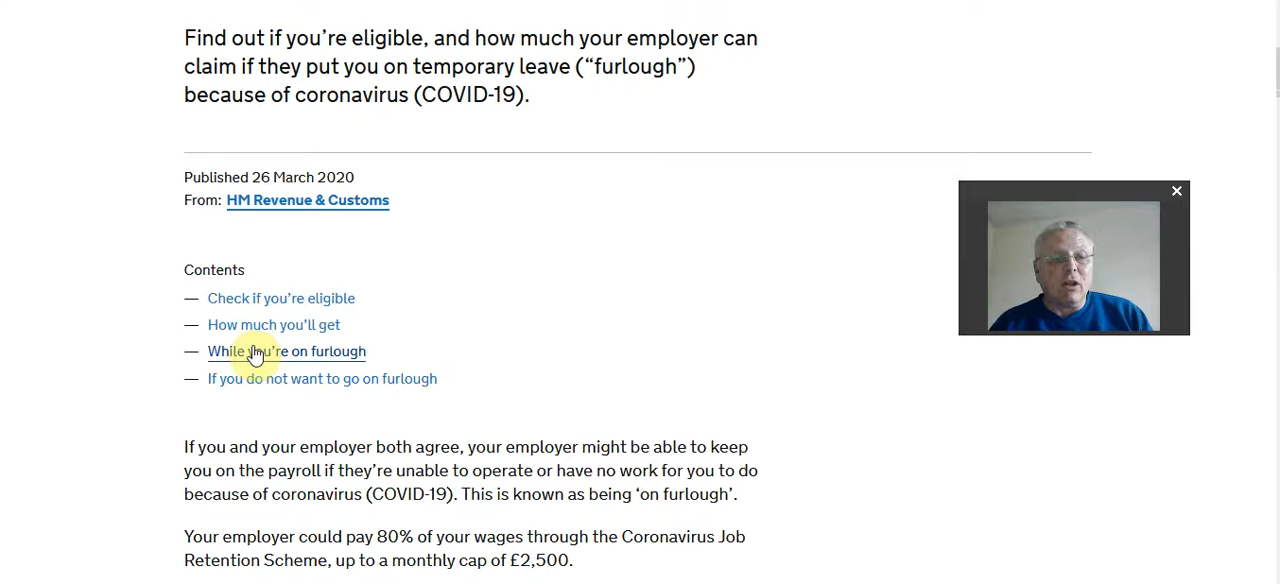 Find out if you’re eligible, and how much your employer can
claim if they put you on temporary leave (“furlough”)
because of coronavirus (COVID-19).
Published 26 March 2020
From: HM Revenue & Customs
Contents
— Check if you’re eligible
— How much you’ll get
— While you’re on furlough
— If you do not want to go on furlough
If you and your employer both agree, your employer might be able to keep
you on the payroll if they’re unable to operate or have no work for you to do
because of coronavirus (COVID-19). This is known as being ‘on furlough’.
Your employer could pay 80% of your wages through the Coronavirus Job
Retention Scheme, up to a monthly cap of £2,500.